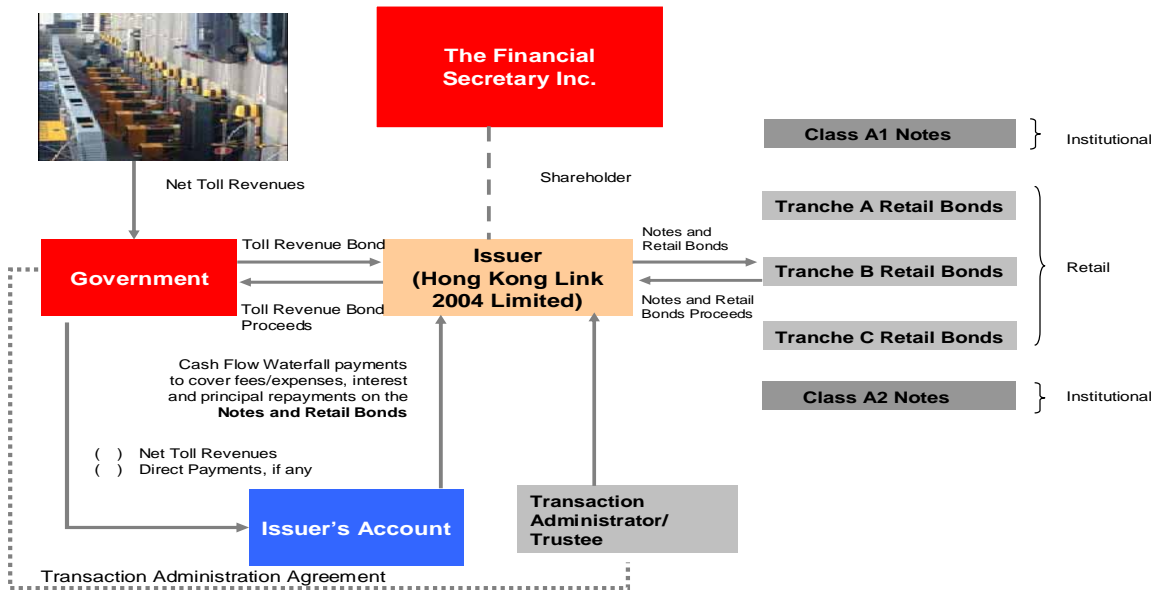 The Financial
Secretary Inc.
Class A1 Notes
Institutional
Net Toll Revenues
Shareholder
Tranche A Retail Bonds
Government
Toll Revenue Bond
Toll Revenue Bond
Proceeds
Issuer
(Hong Kong Link
2004 Limited)
Notes and
Retail Bonds
Notes and Retail
Bonds Proceeds
Tranche B Retail Bonds
Retail
Tranche C Retail Bonds
Cash Flow Waterfall payments
to cover fees/expenses, interest
and principal repayments on the
Notes and Retail Bonds
Class A2 Notes
Institutional
( ) Net Toll Revenues
( ) Direct Payments, if any
Issuer's Account
Transaction
Administrator/
Trustee
Transaction Administration Agreement